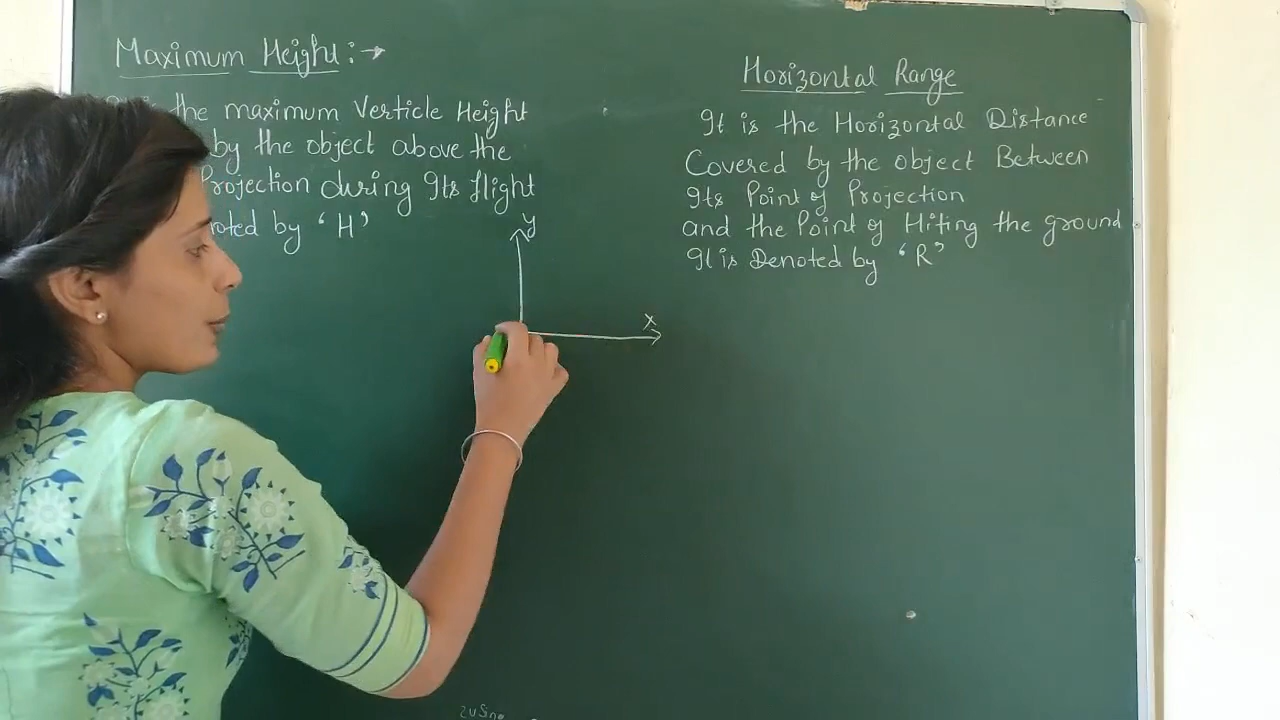 Maximum Height :→
the maximum Verticle Height
by the object above the
Projection during Its flight
by 'H'
y
x
Horizontal Range
It is the Horizontal Distance
Covered by the object Between
Its Point of Projection
and the Point of Hiting the ground
It is Denoted by 'R'